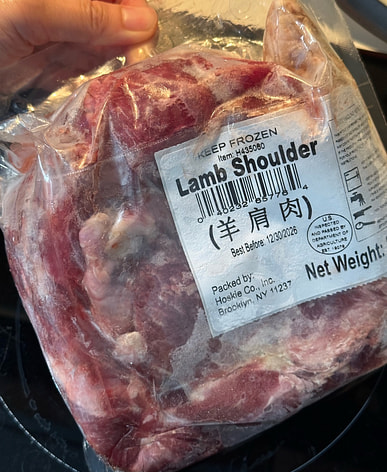 KEEP FROZEN
Item: H435080
Lamb Shoulder
(羊肩肉)
Best Before: 12/30/2026
U.S.
INSPECTED
AND PASSED BY
DEPARTMENT OF
AGRICULTURE
Net Weight:
Packed by:
Hoskie Co., Inc.
Brooklyn, NY 11237